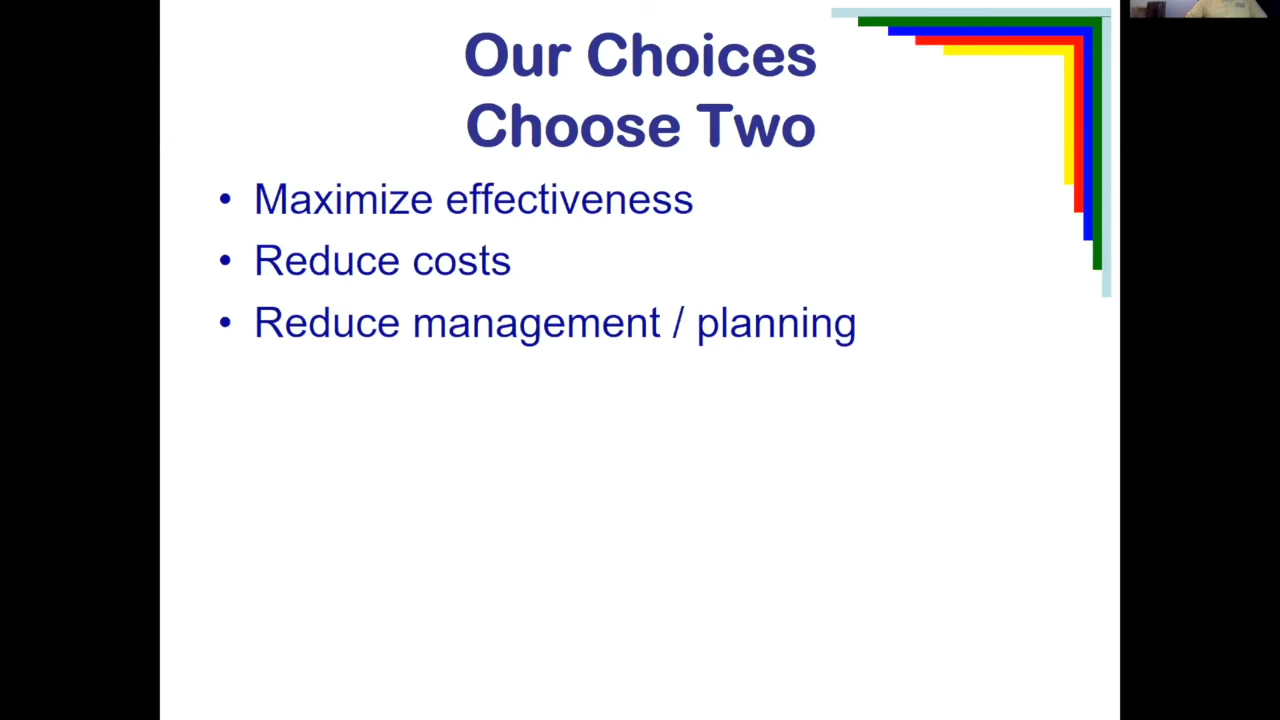 Our Choices
Choose Two
• Maximize effectiveness
• Reduce costs
• Reduce management / planning